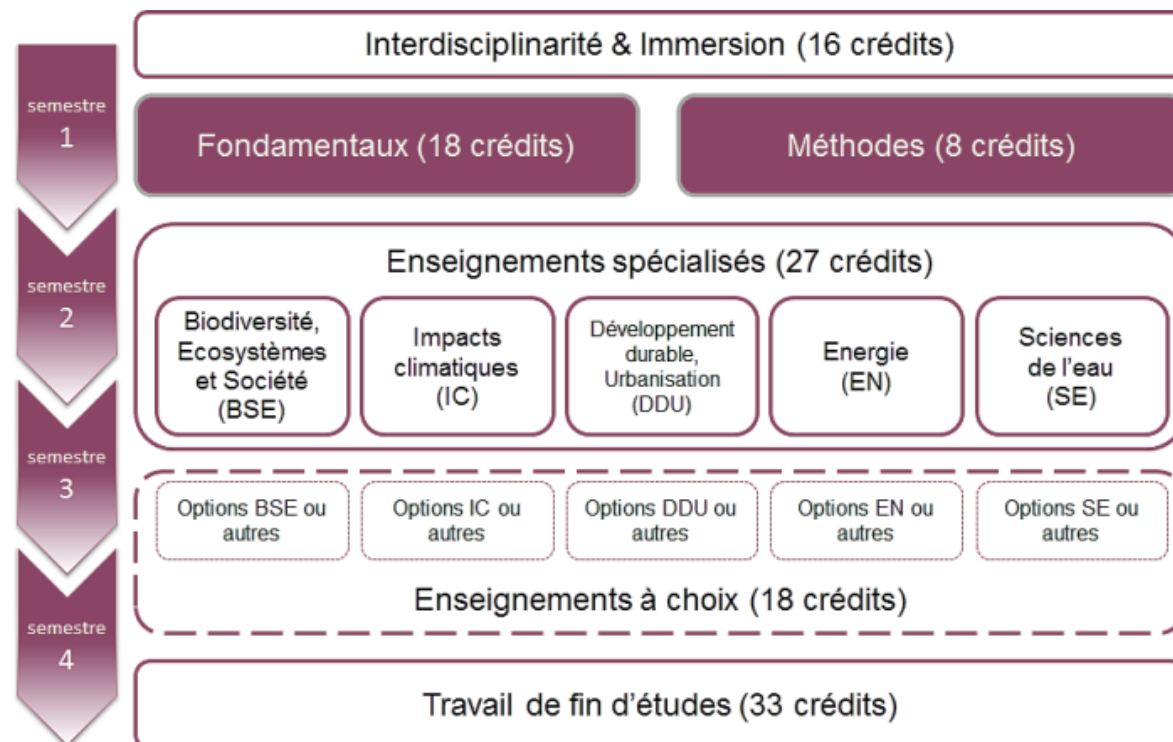 Interdisciplinarité & Immersion (16 crédits)
semestre
1
Fondamentaux (18 crédits)
Méthodes (8 crédits)
semestre
2
Enseignements spécialisés (27 crédits)
Biodiversité,
Ecosystèmes
et Société
(BSE)
Impacts
climatiques
(IC)
Développement
durable,
Urbanisation
(DDU)
Energie
(EN)
Sciences
de l'eau
(SE)
semestre
3
Options BSE ou
autres
Options IC ou
autres
Options DDU ou
autres
Options EN ou
autres
Options SE ou
autres
Enseignements à choix (18 crédits)
semestre
4
Travail de fin d'études (33 crédits)